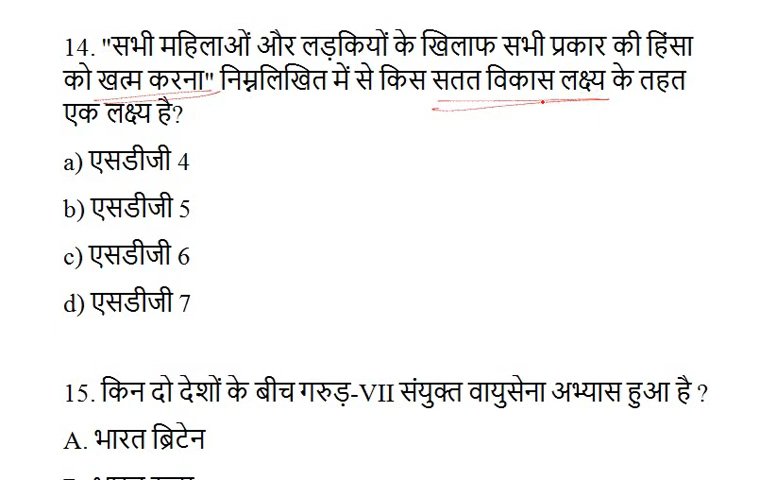 14. "सभी महिलाओं और लड़कियों के खिलाफ सभी प्रकार की हिंसा
को खत्म करना" निम्नलिखित में से किस सतत विकास लक्ष्य के तहत
एक लक्ष्य है?
a) एसडीजी 4
b) एसडीजी 5
c) एसडीजी 6
d) एसडीजी 7
15. किन दो देशों के बीच गरुड़-VII संयुक्त वायुसेना अभ्यास हुआ है ?
A. भारत ब्रिटेन